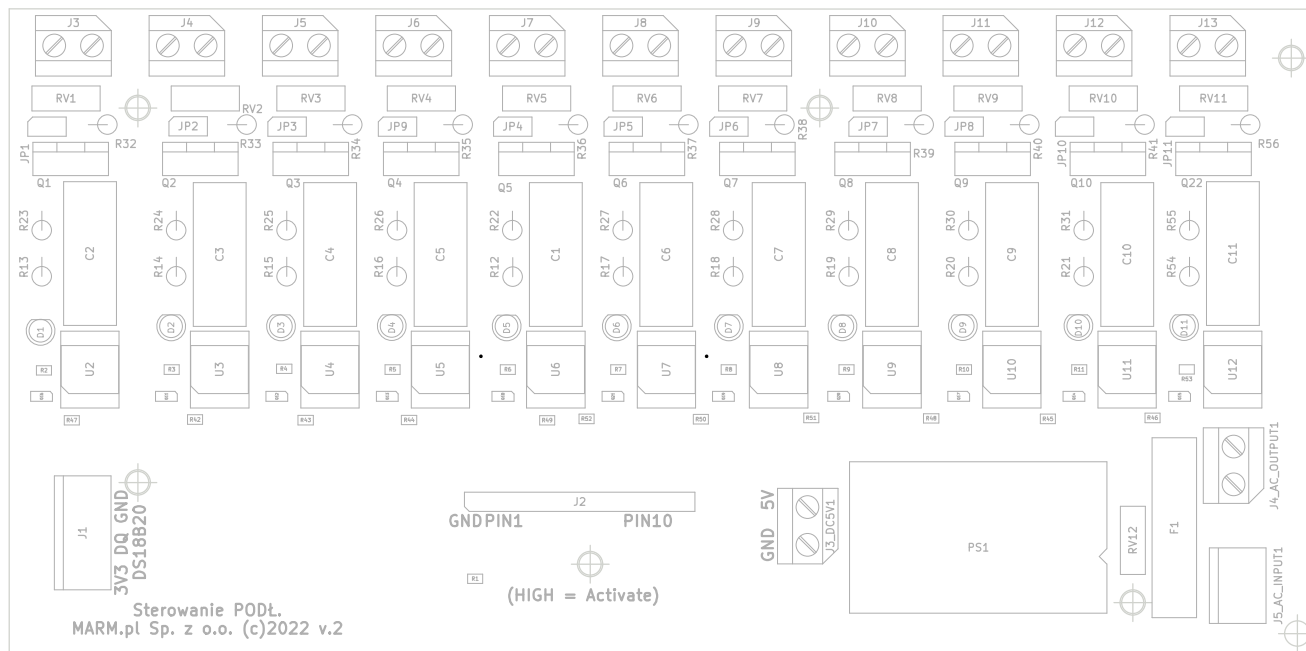 J3 J4 J5 J6 J7 J8 J9 J10 J11 J12 J13
RV1 RV2 RV3 RV4 RV5 RV6 RV7 RV8 RV9 RV10 RV11
JP1 JP2 JP3 JP9 JP4 JP5 JP6 JP7 JP8 JP10 JP11
R32 R33 R34 R35 R36 R37 R38 R39 R40 R41 R56
Q1 Q2 Q3 Q4 Q5 Q6 Q7 Q8 Q9 Q10 Q22
R23 R24 R25 R26 R22 R27 R28 R29 R30 R31 R55
C2 C3 C4 C5 C1 C6 C7 C8 C9 C10 C11
R13 R14 R15 R16 R12 R17 R18 R19 R20 R21 R54
D1 D2 D3 D4 D5 D6 D7 D8 D9 D10 D11
U2 U3 U4 U5 U6 U7 U8 U9 U10 U11 U12
R2 R3 R4 R5 R6 R7 R8 R9 R10 R11 R53
R47 R42 R43 R44 R49 R52 R50 R51 R48 R45 R46
J1
3V3 DQ GND
DS18B20
J2
GND PIN1 PIN10
R1
(HIGH = Activate)
GND 5V
J3_DC5V1
PS1
RV12
F1
J4_AC_OUTPUT1
J5_AC_INPUT1
Sterowanie PODŁ.
MARM.pl Sp. z o.o. (c)2022 v.2